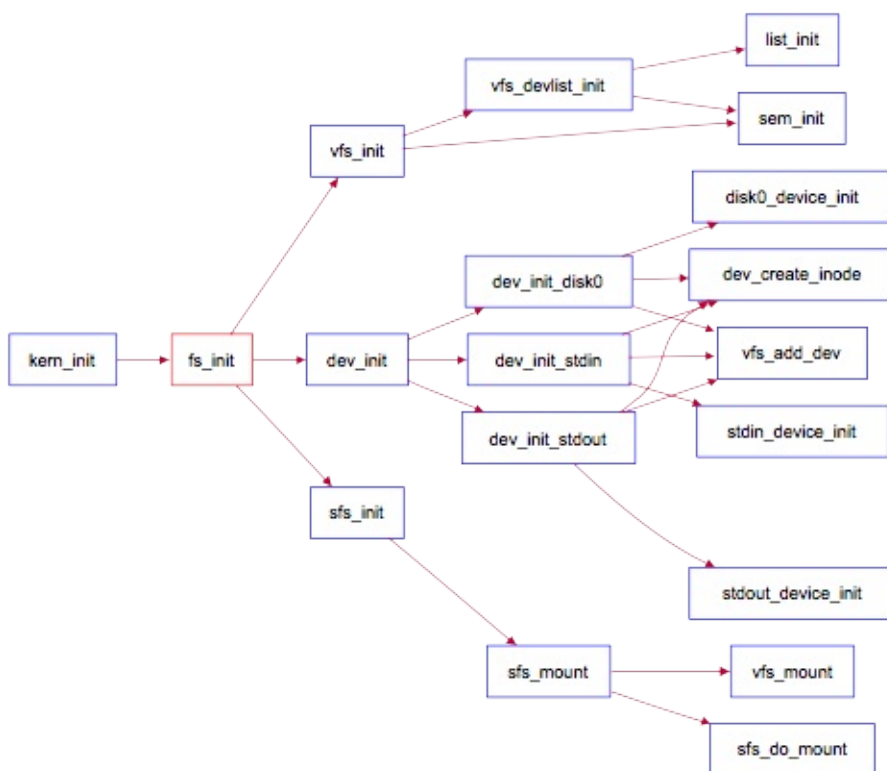 list_init
vfs_devlist_init
sem_init
vfs_init
disk0_device_init
dev_init_disk0
dev_create_inode
kern_init
fs_init
dev_init
dev_init_stdin
vfs_add_dev
dev_init_stdout
stdin_device_init
sfs_init
stdout_device_init
sfs_mount
vfs_mount
sfs_do_mount